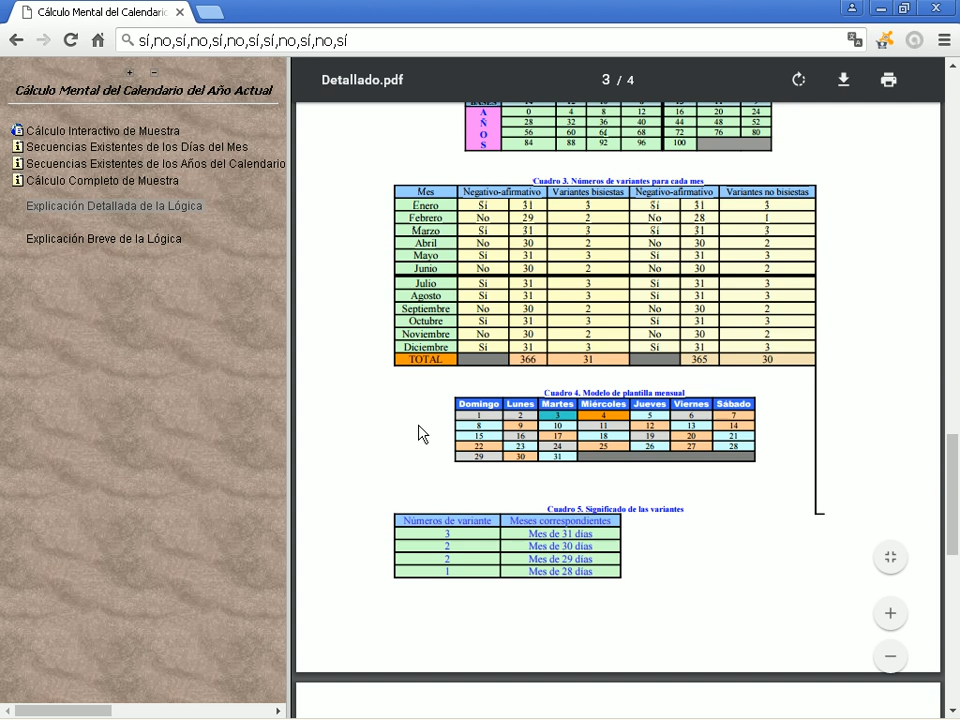 Cálculo Mental del Calendario
sí,no,sí,no,sí,no,sí,sí,no,sí,no,sí
+ −
Cálculo Mental del Calendario del Año Actual
Cálculo Interactivo de Muestra
Secuencias Existentes de los Días del Mes
Secuencias Existentes de los Años del Calendario
Cálculo Completo de Muestra
Explicación Detallada de la Lógica
Explicación Breve de la Lógica
Detallado.pdf 3 / 4
A 0 4 8 12 16 20 24
Ñ 28 32 36 40 44 48 52
O 56 60 64 68 72 76 80
S 84 88 92 96 100
Cuadro 3. Números de variantes para cada mes
Mes Negativo-afirmativo Variantes bisiestas Negativo-afirmativo Variantes no bisiestas
Enero Sí 31 3 Sí 31 3
Febrero No 29 2 No 28 1
Marzo Sí 31 3 Sí 31 3
Abril No 30 2 No 30 2
Mayo Sí 31 3 Sí 31 3
Junio No 30 2 No 30 2
Julio Sí 31 3 Sí 31 3
Agosto Sí 31 3 Sí 31 3
Septiembre No 30 2 No 30 2
Octubre Sí 31 3 Sí 31 3
Noviembre No 30 2 No 30 2
Diciembre Sí 31 3 Sí 31 3
TOTAL 366 31 365 30
Cuadro 4. Modelo de plantilla mensual
Domingo Lunes Martes Miércoles Jueves Viernes Sábado
1 2 3 4 5 6 7
8 9 10 11 12 13 14
15 16 17 18 19 20 21
22 23 24 25 26 27 28
29 30 31
Cuadro 5. Significado de las variantes
Números de variante Meses correspondientes
3 Mes de 31 días
2 Mes de 30 días
2 Mes de 29 días
1 Mes de 28 días